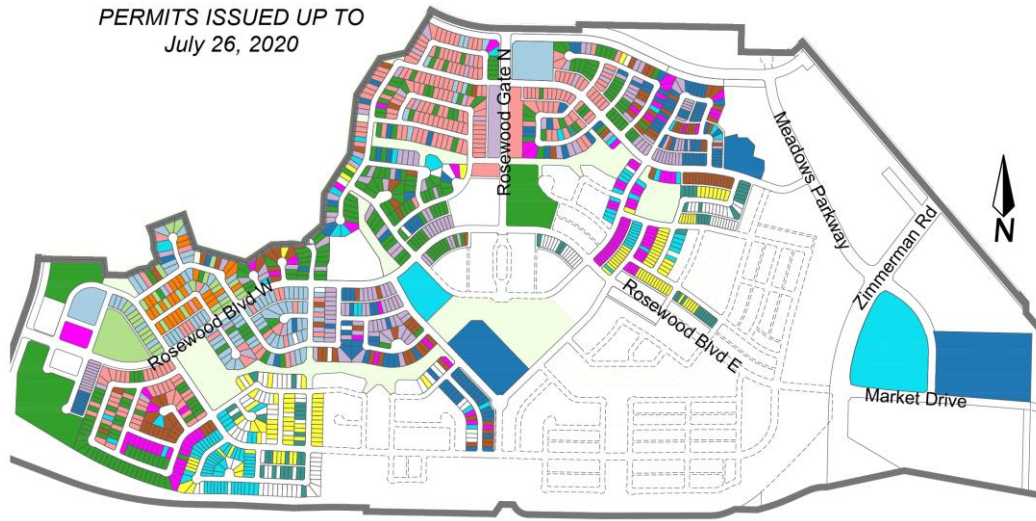 PERMITS ISSUED UP TO
July 26, 2020
Rosewood Gate N
Meadows Parkway
N
Zimmerman Rd
Rosewood Blvd W
Rosewood Blvd E
Market Drive